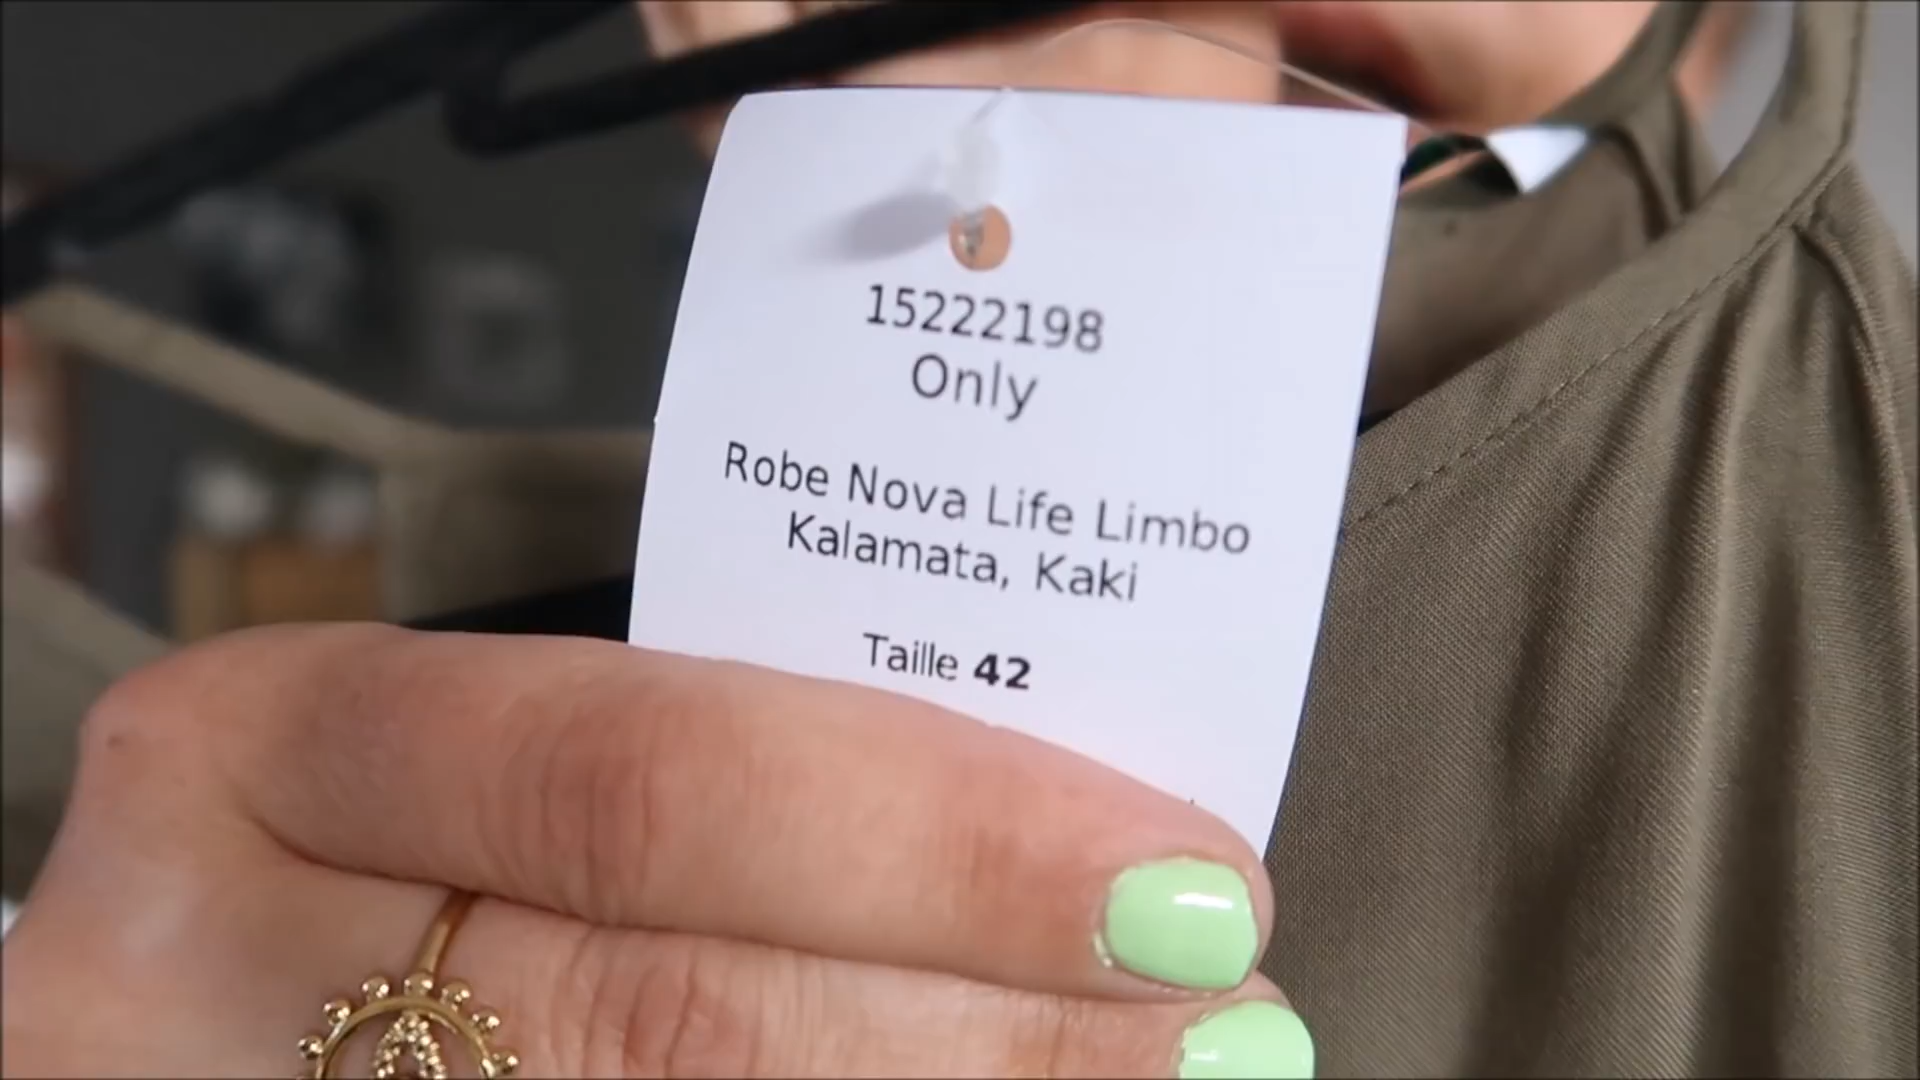 15222198
Only
Robe Nova Life Limbo
Kalamata, Kaki
Taille 42